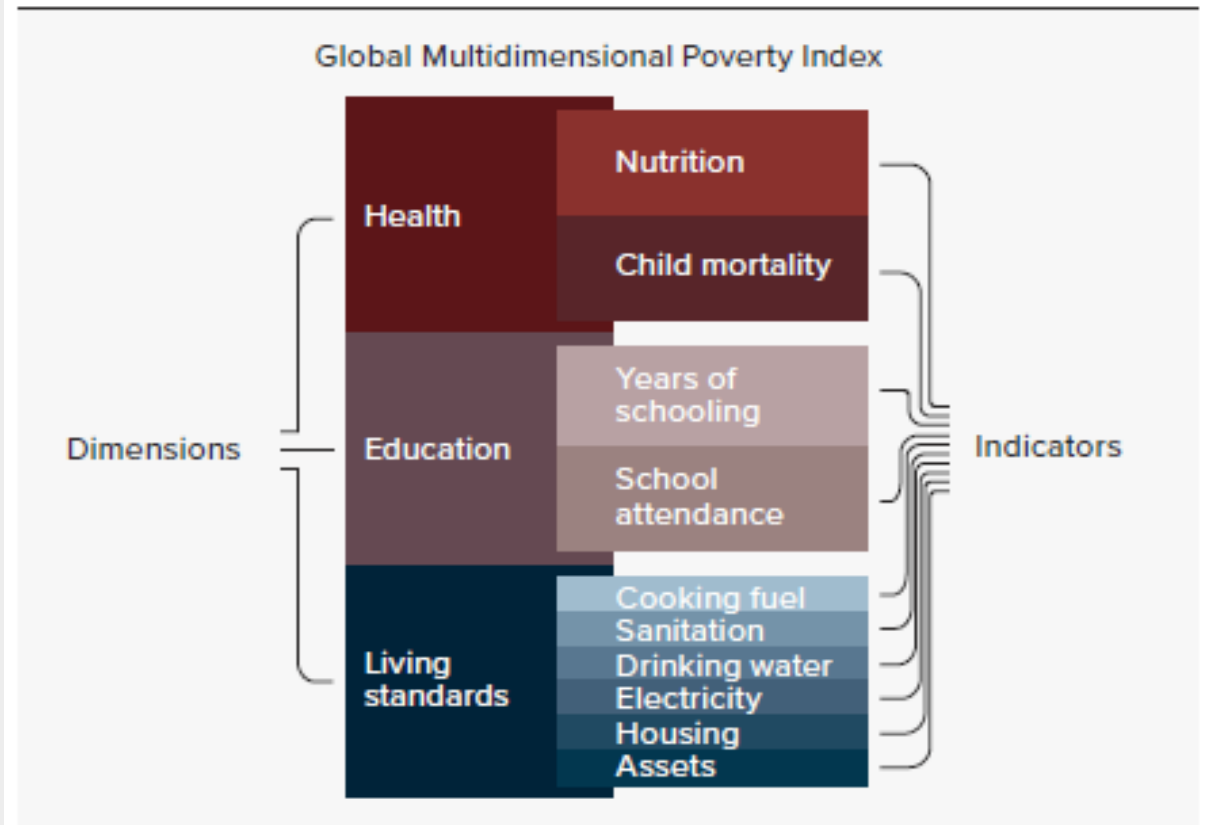 Global Multidimensional Poverty Index
Health
Nutrition
Child mortality
Dimensions
Education
Years of
schooling
School
attendance
Indicators
Living
standards
Cooking fuel
Sanitation
Drinking water
Electricity
Housing
Assets